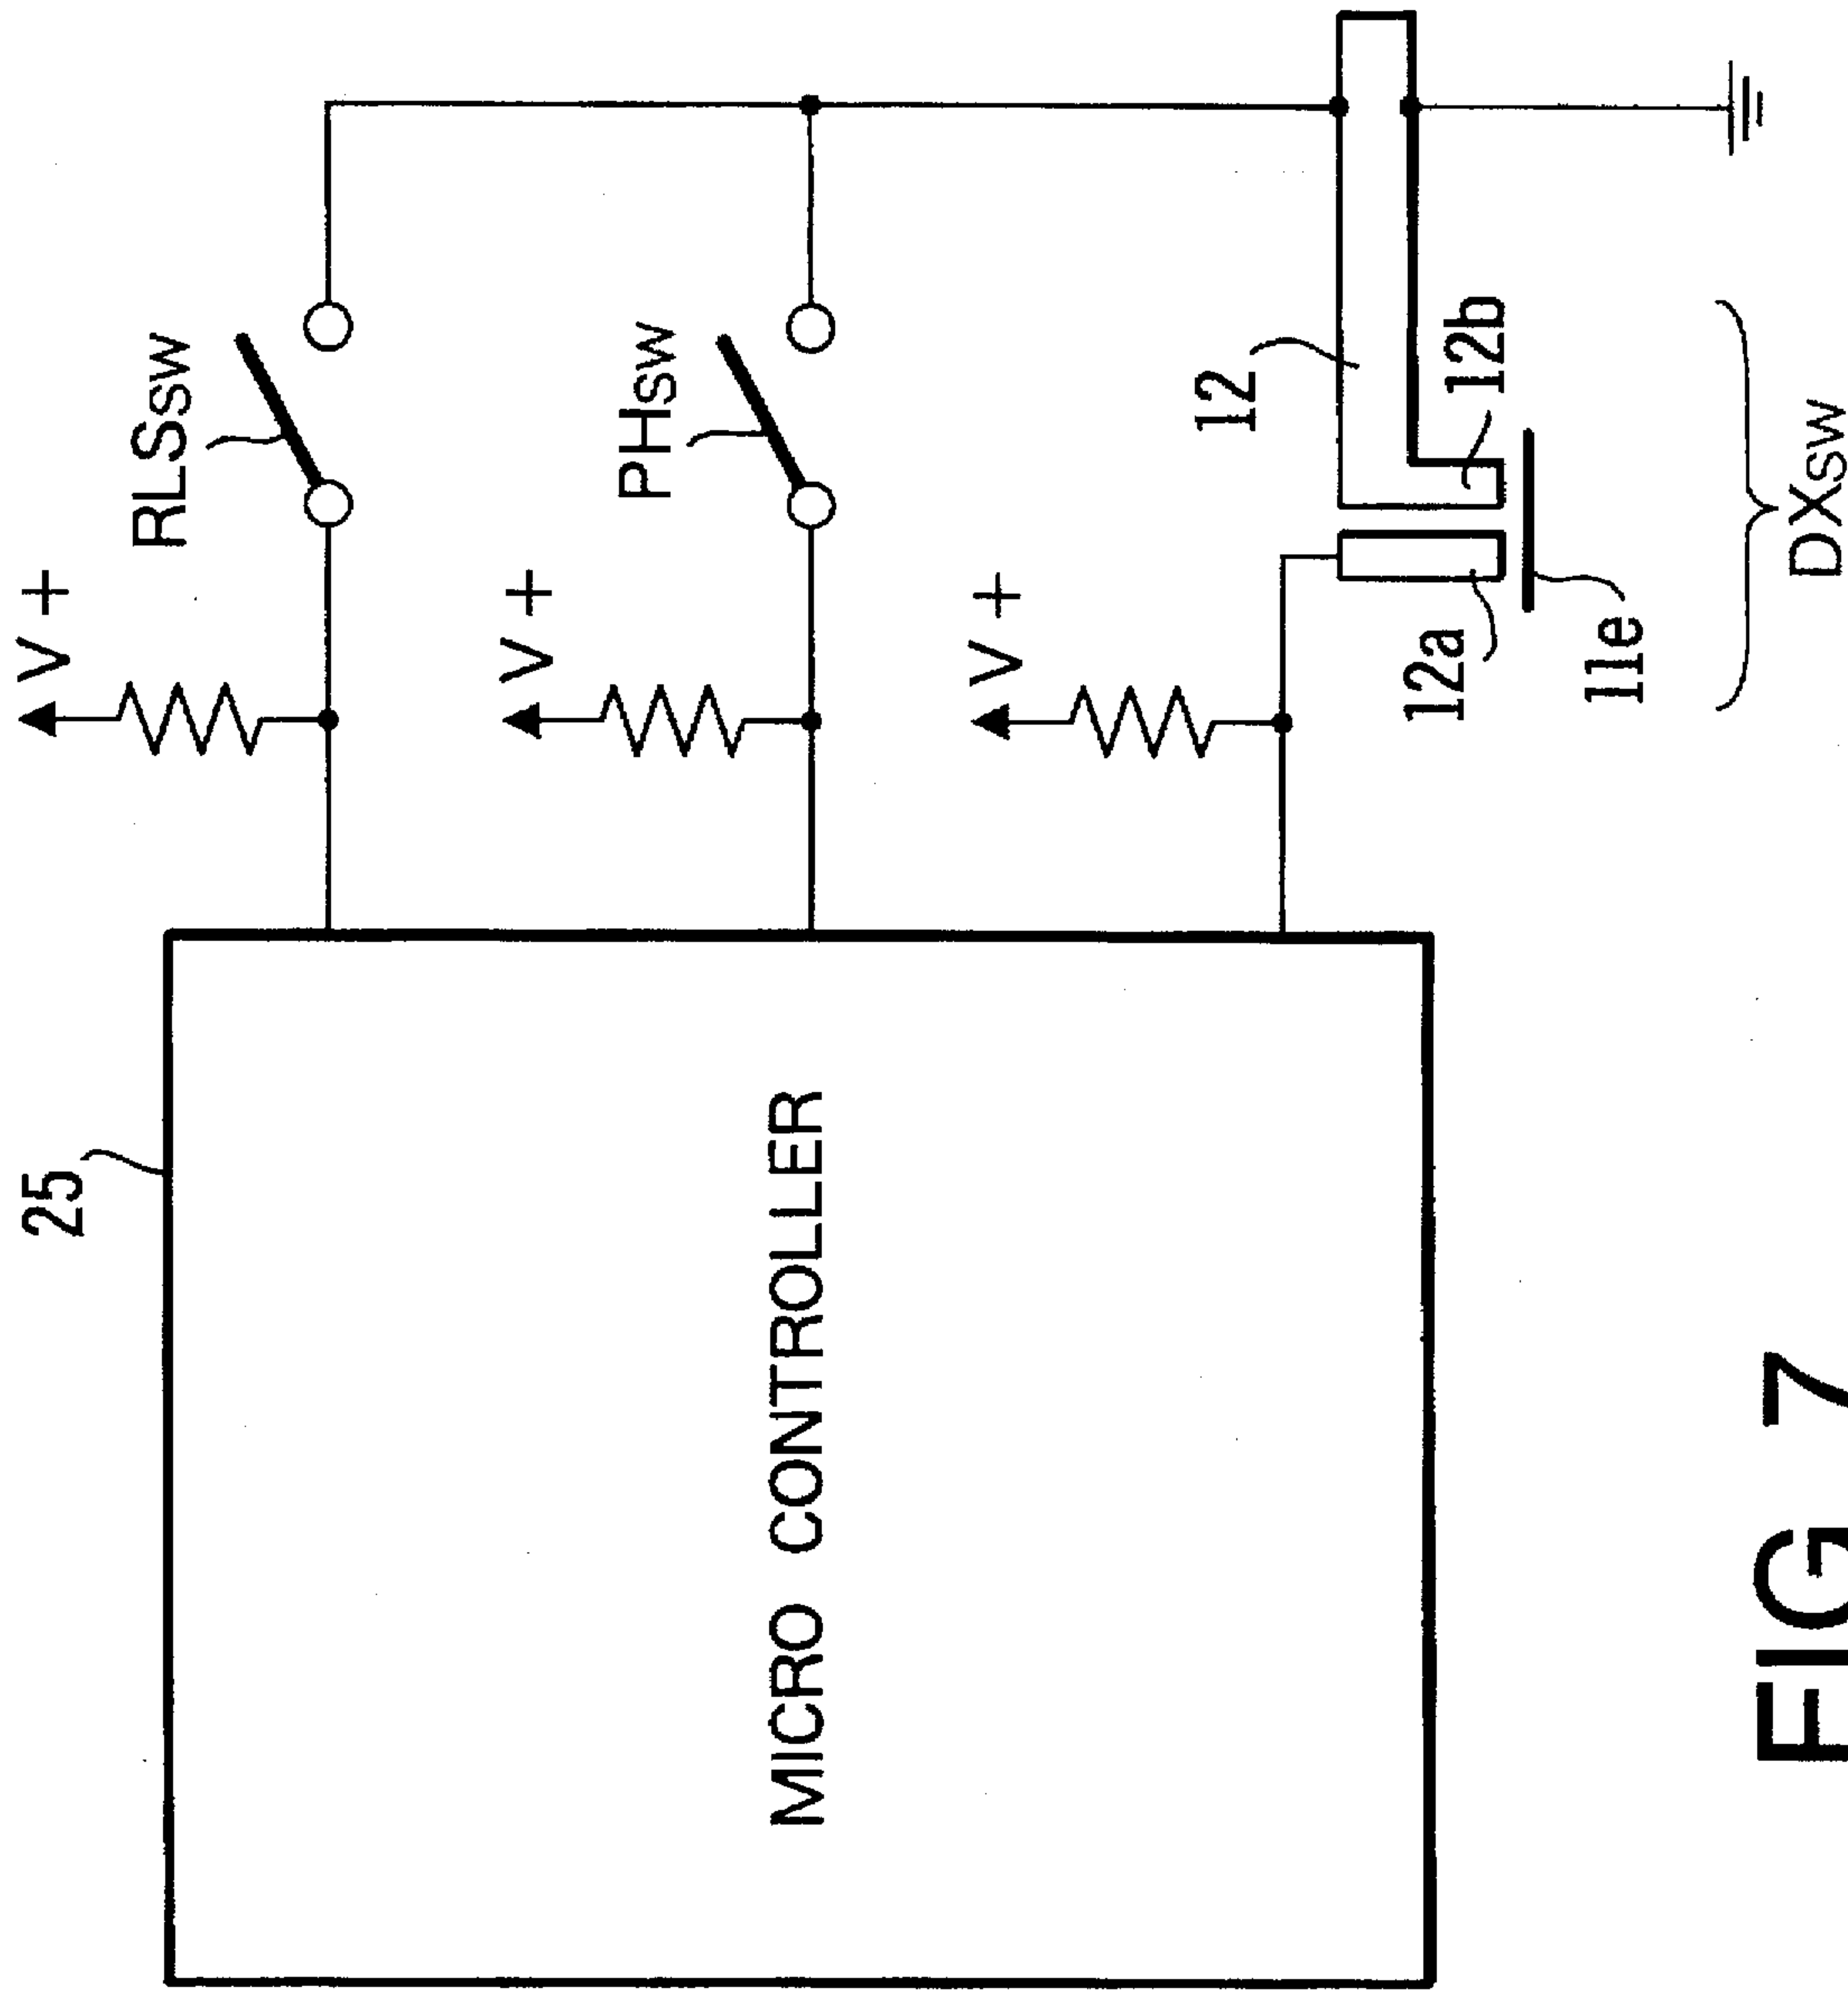 25
MICRO CONTROLLER
V +
RLSSW
V +
PHSW
V +
12
12a
12b
11e
DXSW
FIG 7